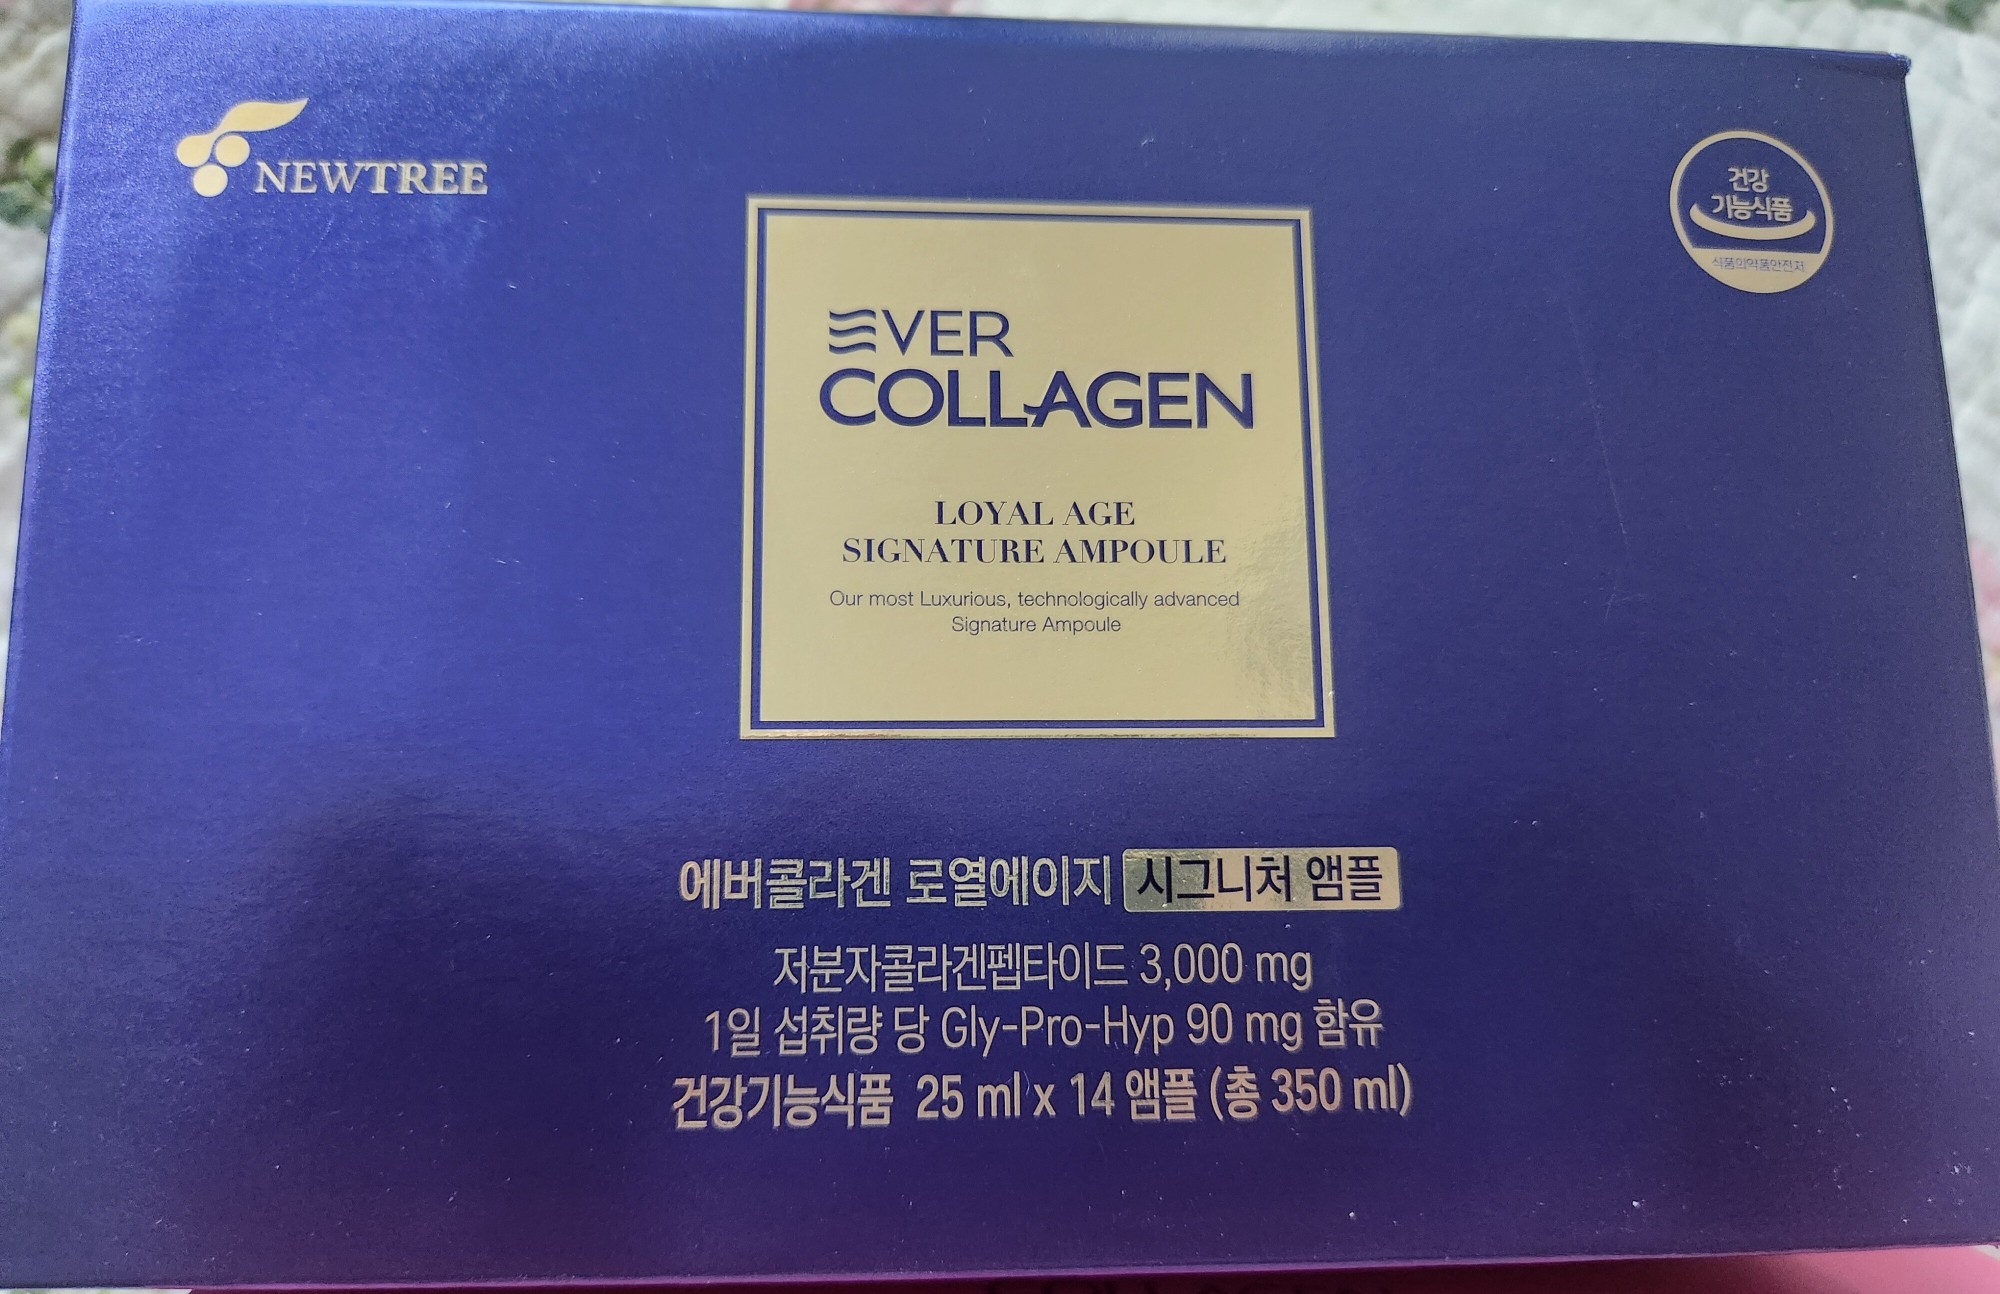 NEWTREE
건강
기능식품
식품의약품안전처
EVER
COLLAGEN
LOYAL AGE
SIGNATURE AMPOULE
Our most Luxurious, technologically advanced
Signature Ampoule
에버콜라겐 로열에이지 시그니처 앰플
저분자콜라겐펩타이드 3,000 mg
1일 섭취량 당 Gly-Pro-Hyp 90 mg 함유
건강기능식품 25 ml x 14 앰플 (총 350 ml)